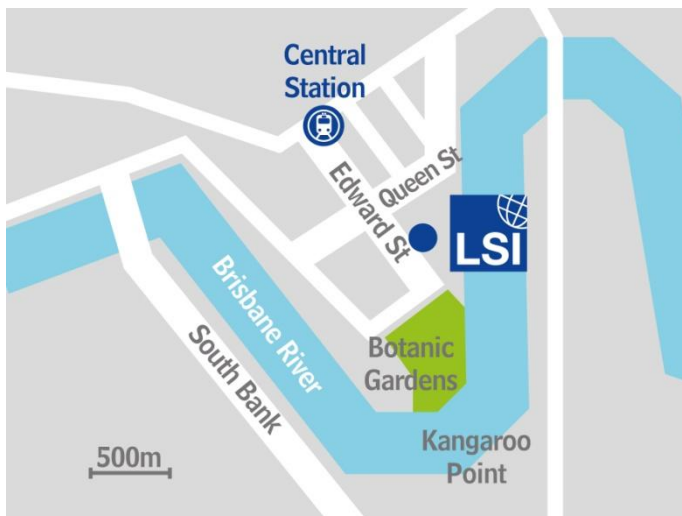 Central
Station
Queen St
Edward St
LSI
Brisbane River
South Bank
Botanic
Gardens
Kangaroo
Point
500m